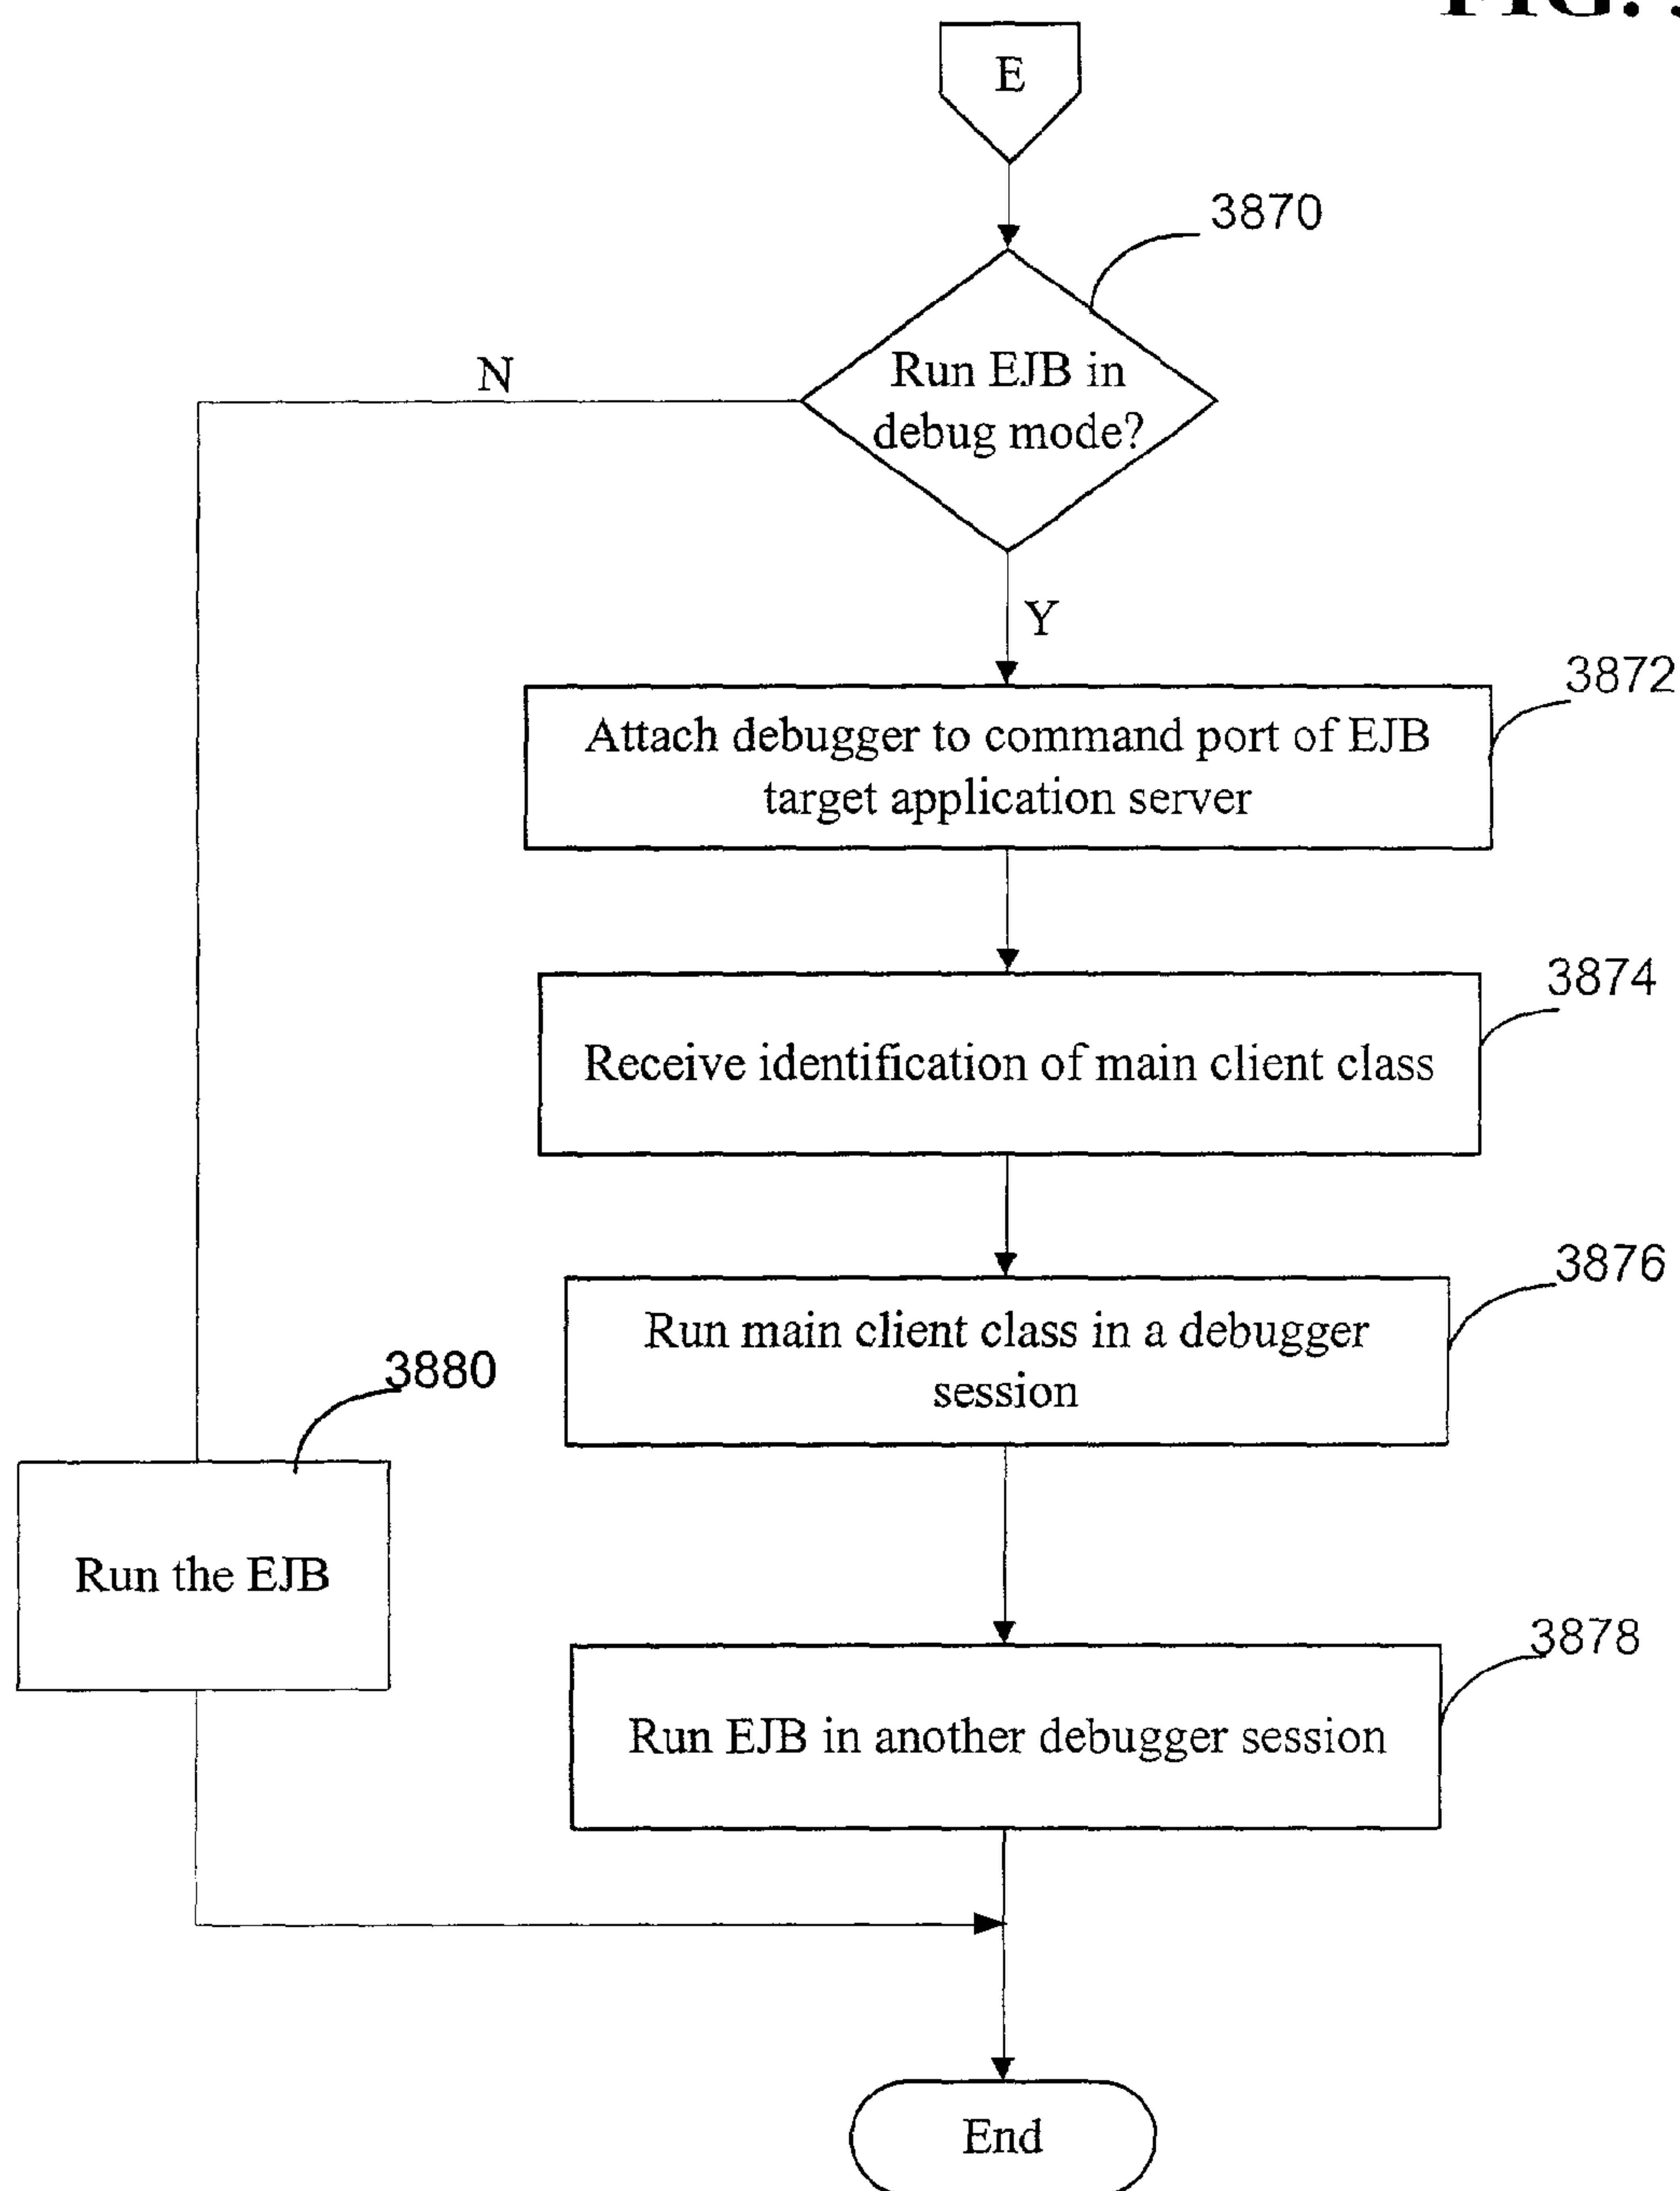 FIG.
E
3870
Run EJB in
debug mode?
N
Y
3872
Attach debugger to command port of EJB
target application server
3874
Receive identification of main client class
3876
Run main client class in a debugger
session
3880
Run the EJB
3878
Run EJB in another debugger session
End